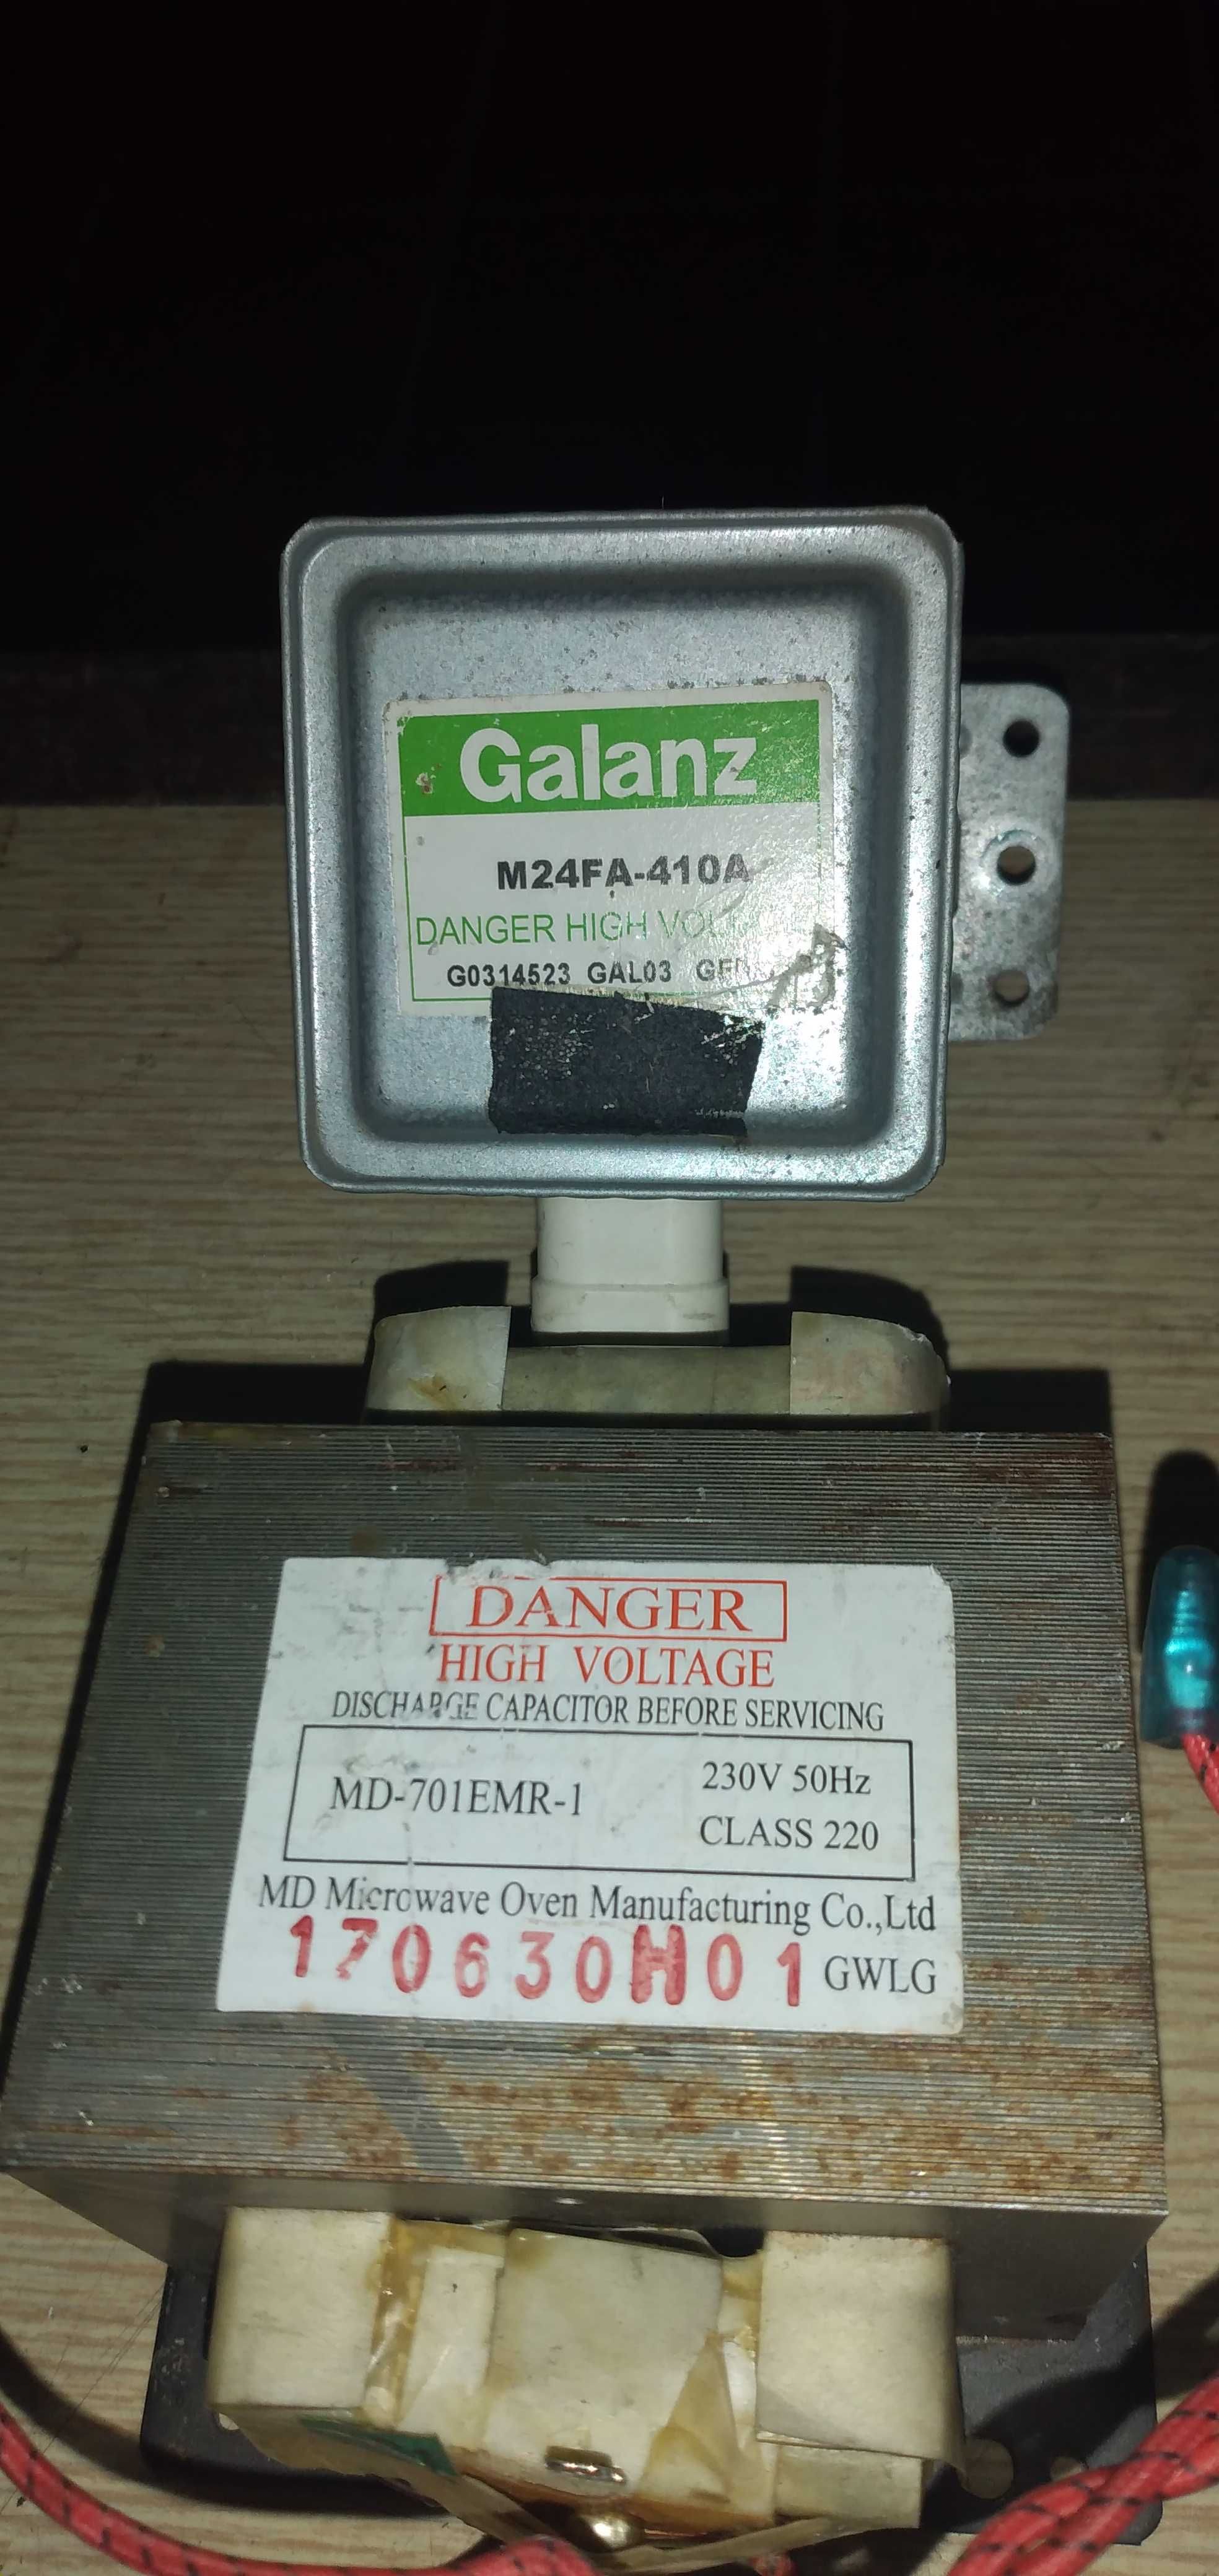 Galanz
M24FA-410A
DANGER HIGH
G0314523 GAL03
DANGER
HIGH VOLTAGE
DISCHARGE CAPACITOR BEFORE SERVICING
MD-701EMR-1
230V 50Hz
CLASS 220
MD Microwave Oven Manufacturing Co.,Ltd
170630H01 GWLG